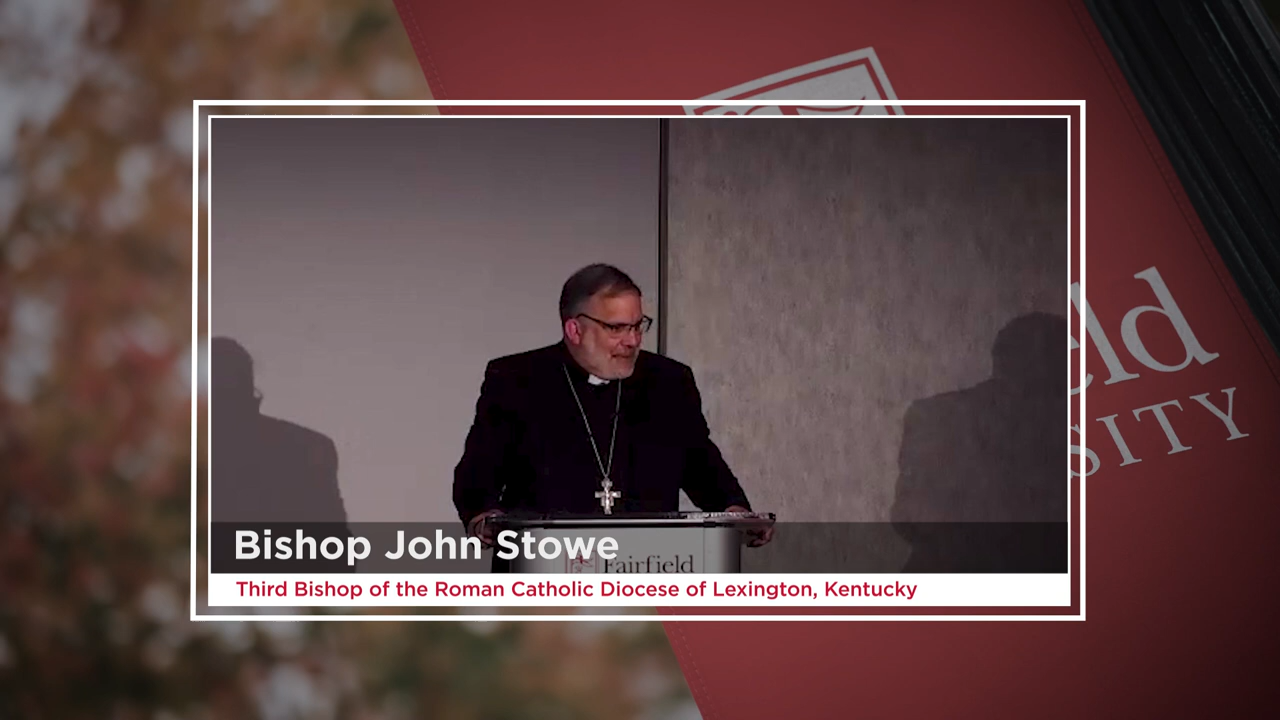 eld
SITY
Fairfield
Bishop John Stowe
Third Bishop of the Roman Catholic Diocese of Lexington, Kentucky